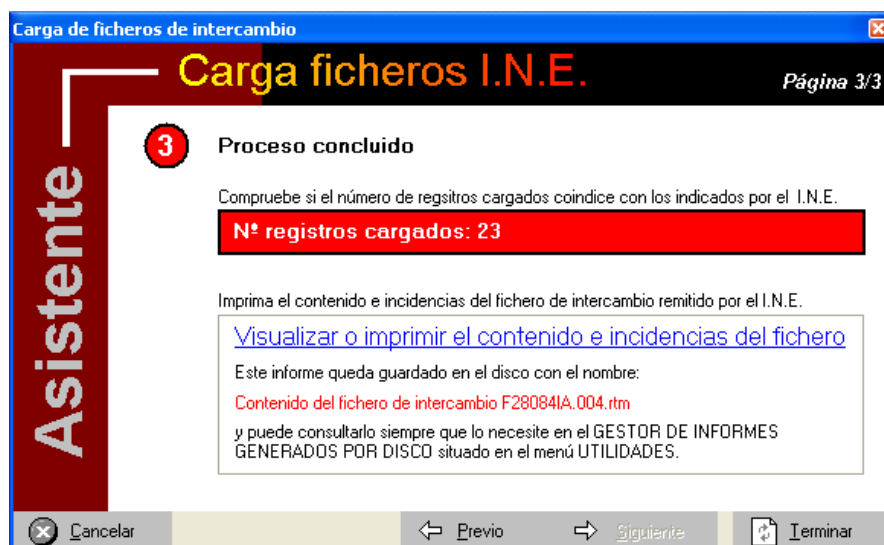 Carga de ficheros de intercambio
Carga ficheros I.N.E.
Página 3/3
Asistente
3
Proceso concluido
Compruebe si el número de regsitros cargados coindice con los indicados por el I.N.E.
Nº registros cargados: 23
Imprima el contenido e incidencias del fichero de intercambio remitido por el I.N.E.
Visualizar o imprimir el contenido e incidencias del fichero
Este informe queda guardado en el disco con el nombre:
Contenido del fichero de intercambio F28084IA.004.rtm
y puede consultarlo siempre que lo necesite en el GESTOR DE INFORMES
GENERADOS POR DISCO situado en el menú UTILIDADES.
Cancelar
Previo
Siguiente
Terminar